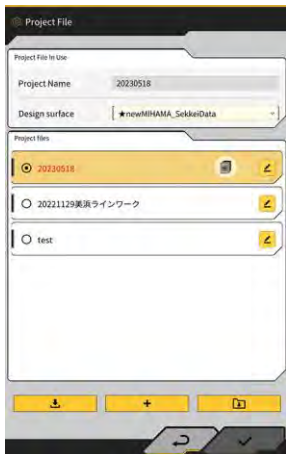 Project File
Project File In Use
Project Name 20230518
Design surface ★newMIHAMA_SekkeiData
Project files
20230518
20221129美浜ラインワーク
test